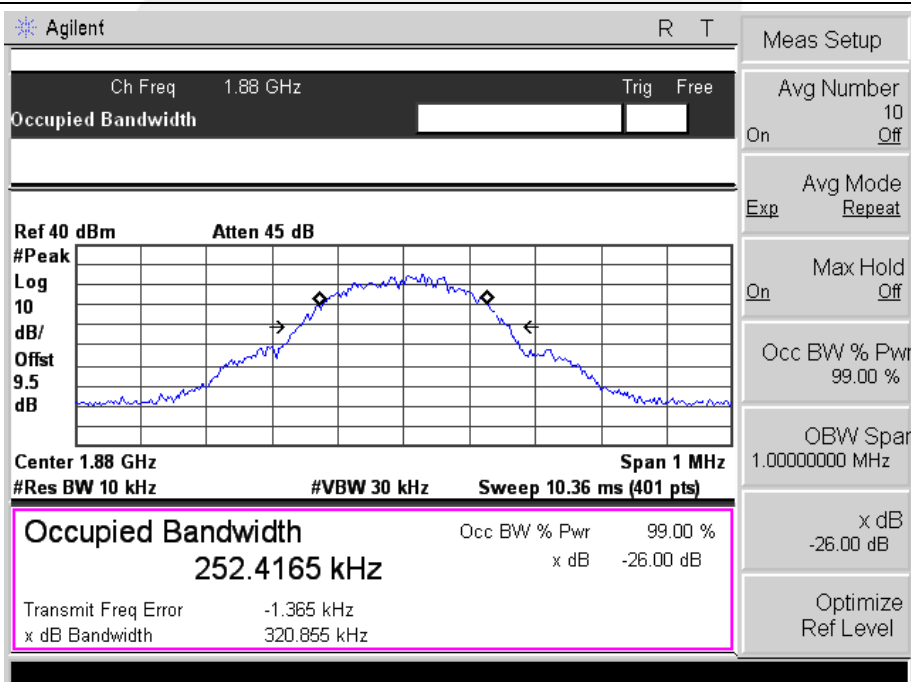 Agilent R T
Ch Freq 1.88 GHz Trig Free
Occupied Bandwidth
Ref 40 dBm Atten 45 dB
#Peak
Log
10
dB/
Offst
9.5
dB
Center 1.88 GHz Span 1 MHz
#Res BW 10 kHz #VBW 30 kHz Sweep 10.36 ms (401 pts)
Occupied Bandwidth
252.4165 kHz
Occ BW % Pwr 99.00 %
x dB -26.00 dB
Transmit Freq Error -1.365 kHz
x dB Bandwidth 320.855 kHz
Meas Setup
Avg Number
10
On Off
Avg Mode
Exp Repeat
Max Hold
On Off
Occ BW % Pwr
99.00 %
OBW Span
1.00000000 MHz
x dB
-26.00 dB
Optimize
Ref Level